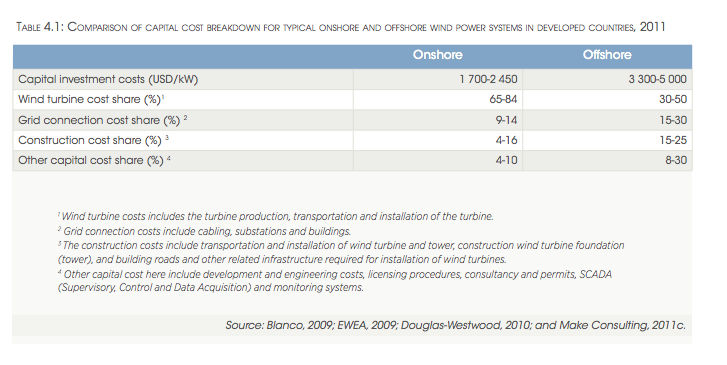 TABLE 4.1: COMPARISON OF CAPITAL COST BREAKDOWN FOR TYPICAL ONSHORE AND OFFSHORE WIND POWER SYSTEMS IN DEVELOPED COUNTRIES, 2011
Onshore Offshore
Capital investment costs (USD/kW) 1 700-2 450 3 300-5 000
Wind turbine cost share (%)¹ 65-84 30-50
Grid connection cost share (%) ² 9-14 15-30
Construction cost share (%) ³ 4-16 15-25
Other capital cost share (%) ⁴ 4-10 8-30
¹ Wind turbine costs includes the turbine production, transportation and installation of the turbine.
² Grid connection costs include cabling, substations and buildings.
³ The construction costs include transportation and installation of wind turbine and tower, construction wind turbine foundation
(tower), and building roads and other related infrastructure required for installation of wind turbines.
⁴ Other capital cost here include development and engineering costs, licensing procedures, consultancy and permits, SCADA
(Supervisory, Control and Data Acquisition) and monitoring systems.
Source: Blanco, 2009; EWEA, 2009; Douglas-Westwood, 2010; and Make Consulting, 2011c.